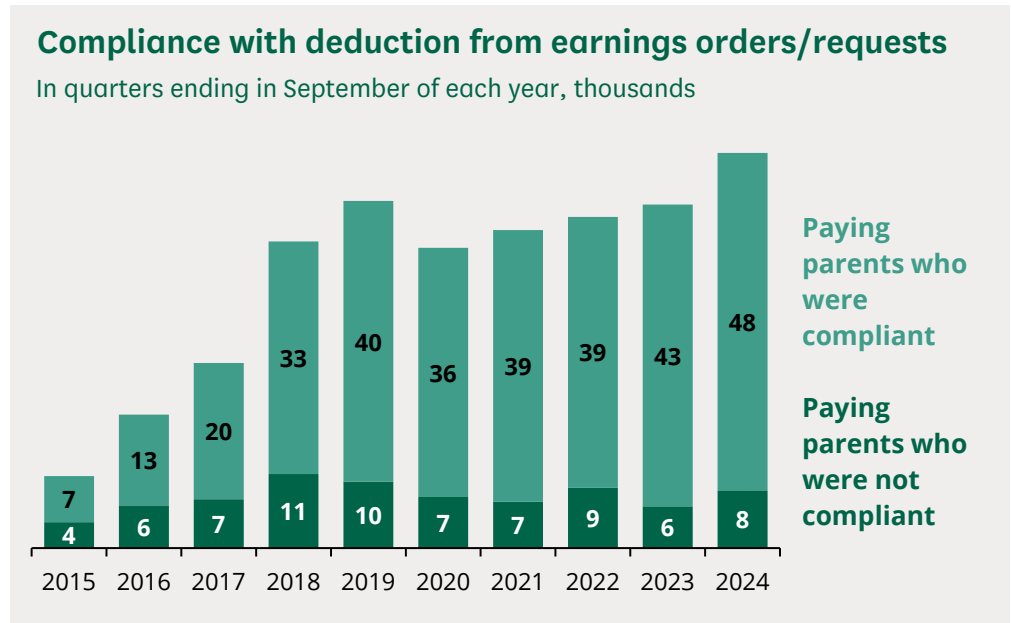 Compliance with deduction from earnings orders/requests
In quarters ending in September of each year, thousands
Paying
parents who
were
compliant
Paying
parents who
were not
compliant
7
13
20
33
40
36
39
39
43
48
4
6
7
11
10
7
7
9
6
8
2015 2016 2017 2018 2019 2020 2021 2022 2023 2024